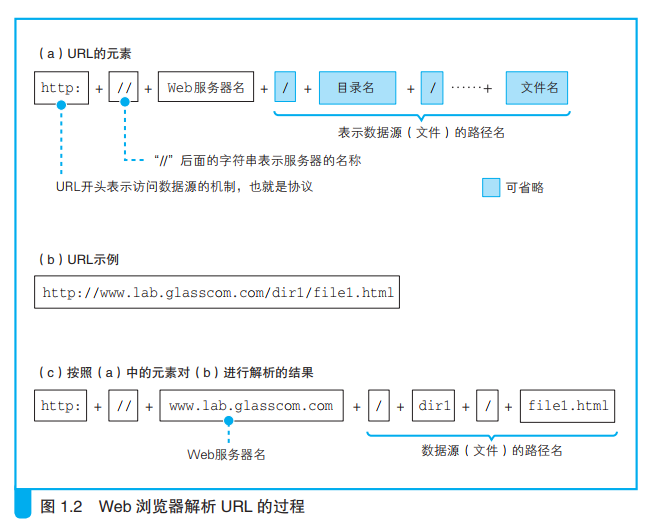 （a）URL的元素
http: + // + Web服务器名 + / + 目录名 + / ……+ 文件名
表示数据源（文件）的路径名
“//”后面的字符串表示服务器的名称
URL开头表示访问数据源的机制，也就是协议
可省略
（b）URL示例
http://www.lab.glasscom.com/dir1/file1.html
（c）按照（a）中的元素对（b）进行解析的结果
http: + // + www.lab.glasscom.com + / + dir1 + / + file1.html
Web服务器名
数据源（文件）的路径名
图 1.2 Web 浏览器解析 URL 的过程